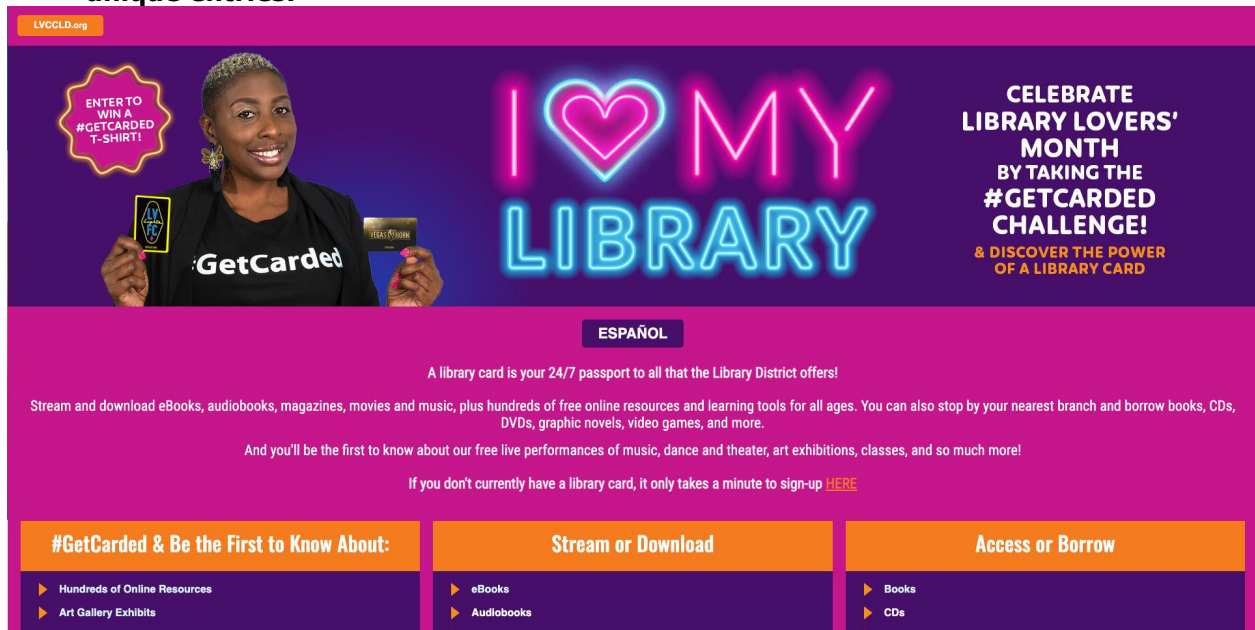 unique entries.
LVCCLD.org
ENTER TO
WIN A
#GETCARDED
T-SHIRT!
LV
lights
FC
VEGAS BORN
#GetCarded
I MY
LIBRARY
CELEBRATE
LIBRARY LOVERS'
MONTH
BY TAKING THE
#GETCARDED
CHALLENGE!
& DISCOVER THE POWER
OF A LIBRARY CARD
ESPAÑOL
A library card is your 24/7 passport to all that the Library District offers!
Stream and download eBooks, audiobooks, magazines, movies and music, plus hundreds of free online resources and learning tools for all ages. You can also stop by your nearest branch and borrow books, CDs,
DVDs, graphic novels, video games, and more.
And you'll be the first to know about our free live performances of music, dance and theater, art exhibitions, classes, and so much more!
If you don't currently have a library card, it only takes a minute to sign-up HERE
#GetCarded & Be the First to Know About:
Hundreds of Online Resources
Art Gallery Exhibits
Stream or Download
eBooks
Audiobooks
Access or Borrow
Books
CDs